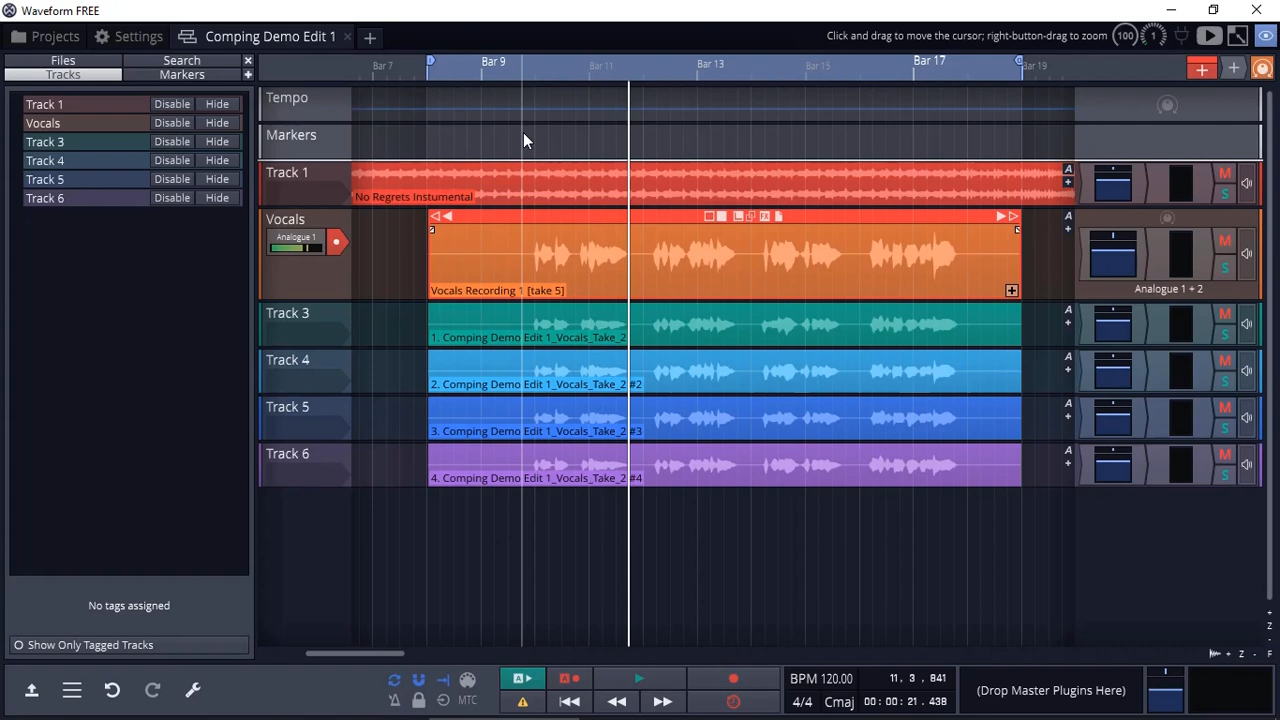 Waveform FREE
Projects
Settings
Comping Demo Edit 1
Click and drag to move the cursor; right-button-drag to zoom
100
1
Files
Search
Tracks
Markers
Bar 7
Bar 9
Bar 11
Bar 13
Bar 15
Bar 17
Bar 19
Track 1 Disable Hide
Vocals Disable Hide
Track 3 Disable Hide
Track 4 Disable Hide
Track 5 Disable Hide
Track 6 Disable Hide
Tempo
Markers
Track 1
No Regrets Instumental
A
M
S
Vocals
Analogue 1
Vocals Recording 1 [take 5]
A
M
S
Analogue 1 + 2
Track 3
1. Comping Demo Edit 1_Vocals_Take_2
A
M
S
Track 4
2. Comping Demo Edit 1_Vocals_Take_2 #2
A
M
S
Track 5
3. Comping Demo Edit 1_Vocals_Take_2 #3
A
M
S
Track 6
4. Comping Demo Edit 1_Vocals_Take_2 #4
A
M
S
No tags assigned
Show Only Tagged Tracks
Z
Z F
MTC
A
A
BPM 120.00
11, 3, 841
4/4
Cmaj
00:00:21.438
(Drop Master Plugins Here)